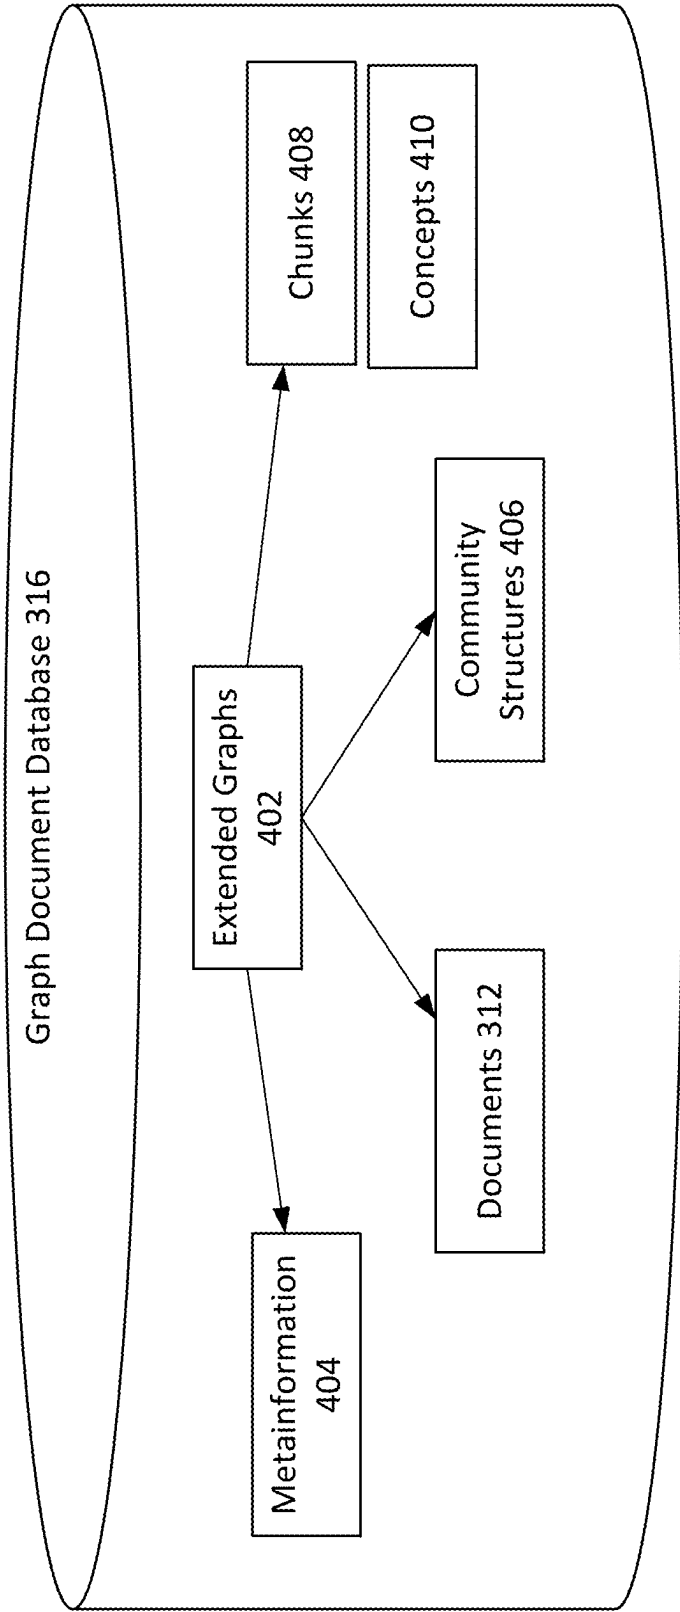 Graph Document Database 316
Extended Graphs
402
Metainformation
404
Chunks 408
Concepts 410
Documents 312
Community
Structures 406